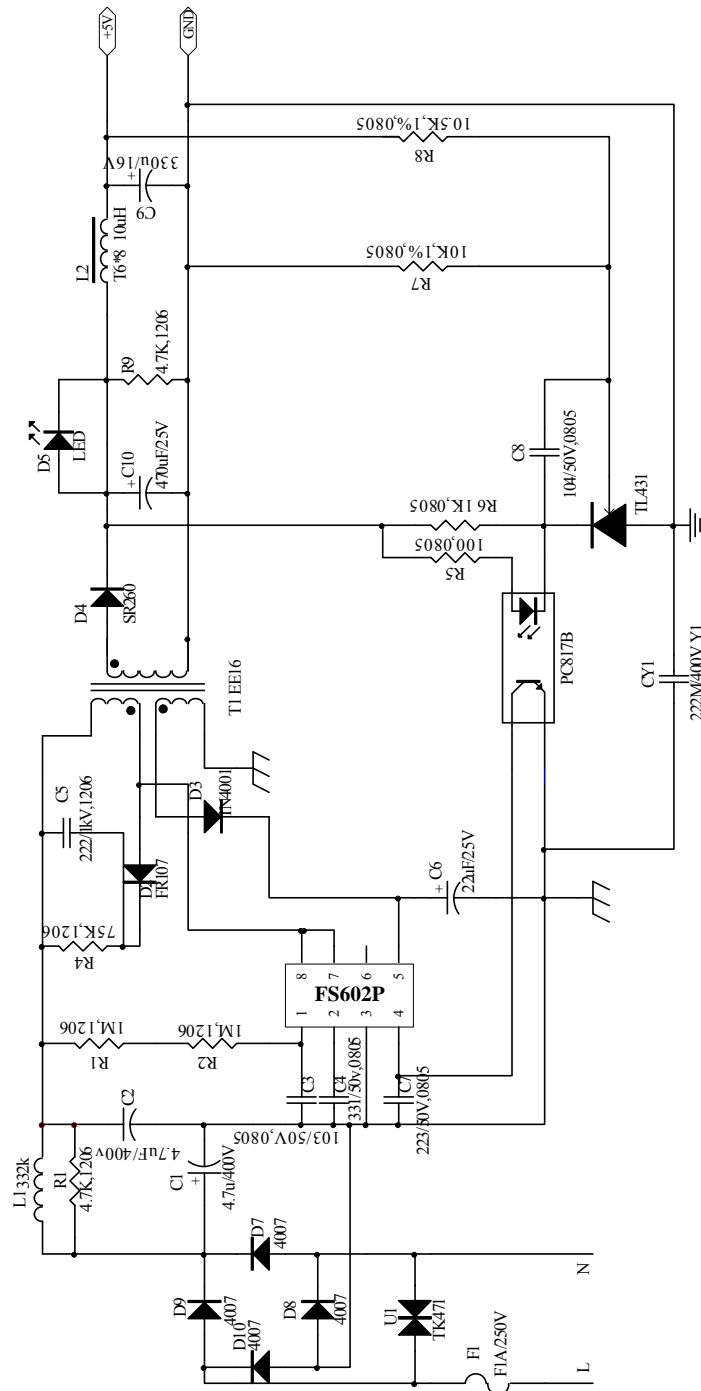 +5V
GND
330u/16V
C9
L2
T6*8 10uH
R8
10.5K,1%,0805
R7
10K,1%,0805
R9
4.7K,1206
D5
LED
C10
470uF/25V
C8
104/50V,0805
TL431
R6 1K,0805
R5
100,0805
D4
SR260
PC817B
CY1
222M/400V Y1
T1 EE16
C5
222/1kV,1206
D3
1N4001
D2
FR107
C6
22uF/25V
R4
75K,1206
FS602P
1
2
3
4
5
6
7
8
R1
1M,1206
R2
1M,1206
C3
103/50V,0805
C4
331/50v,0805
C7
223/50V,0805
C2
4.7uF/400v
L1 332k
R1
4.7K,1206
C1
4.7u/400V
D7
4007
D9
4007
D10
4007
D8
4007
U1
TK471
N
F1
F1A/250V
L